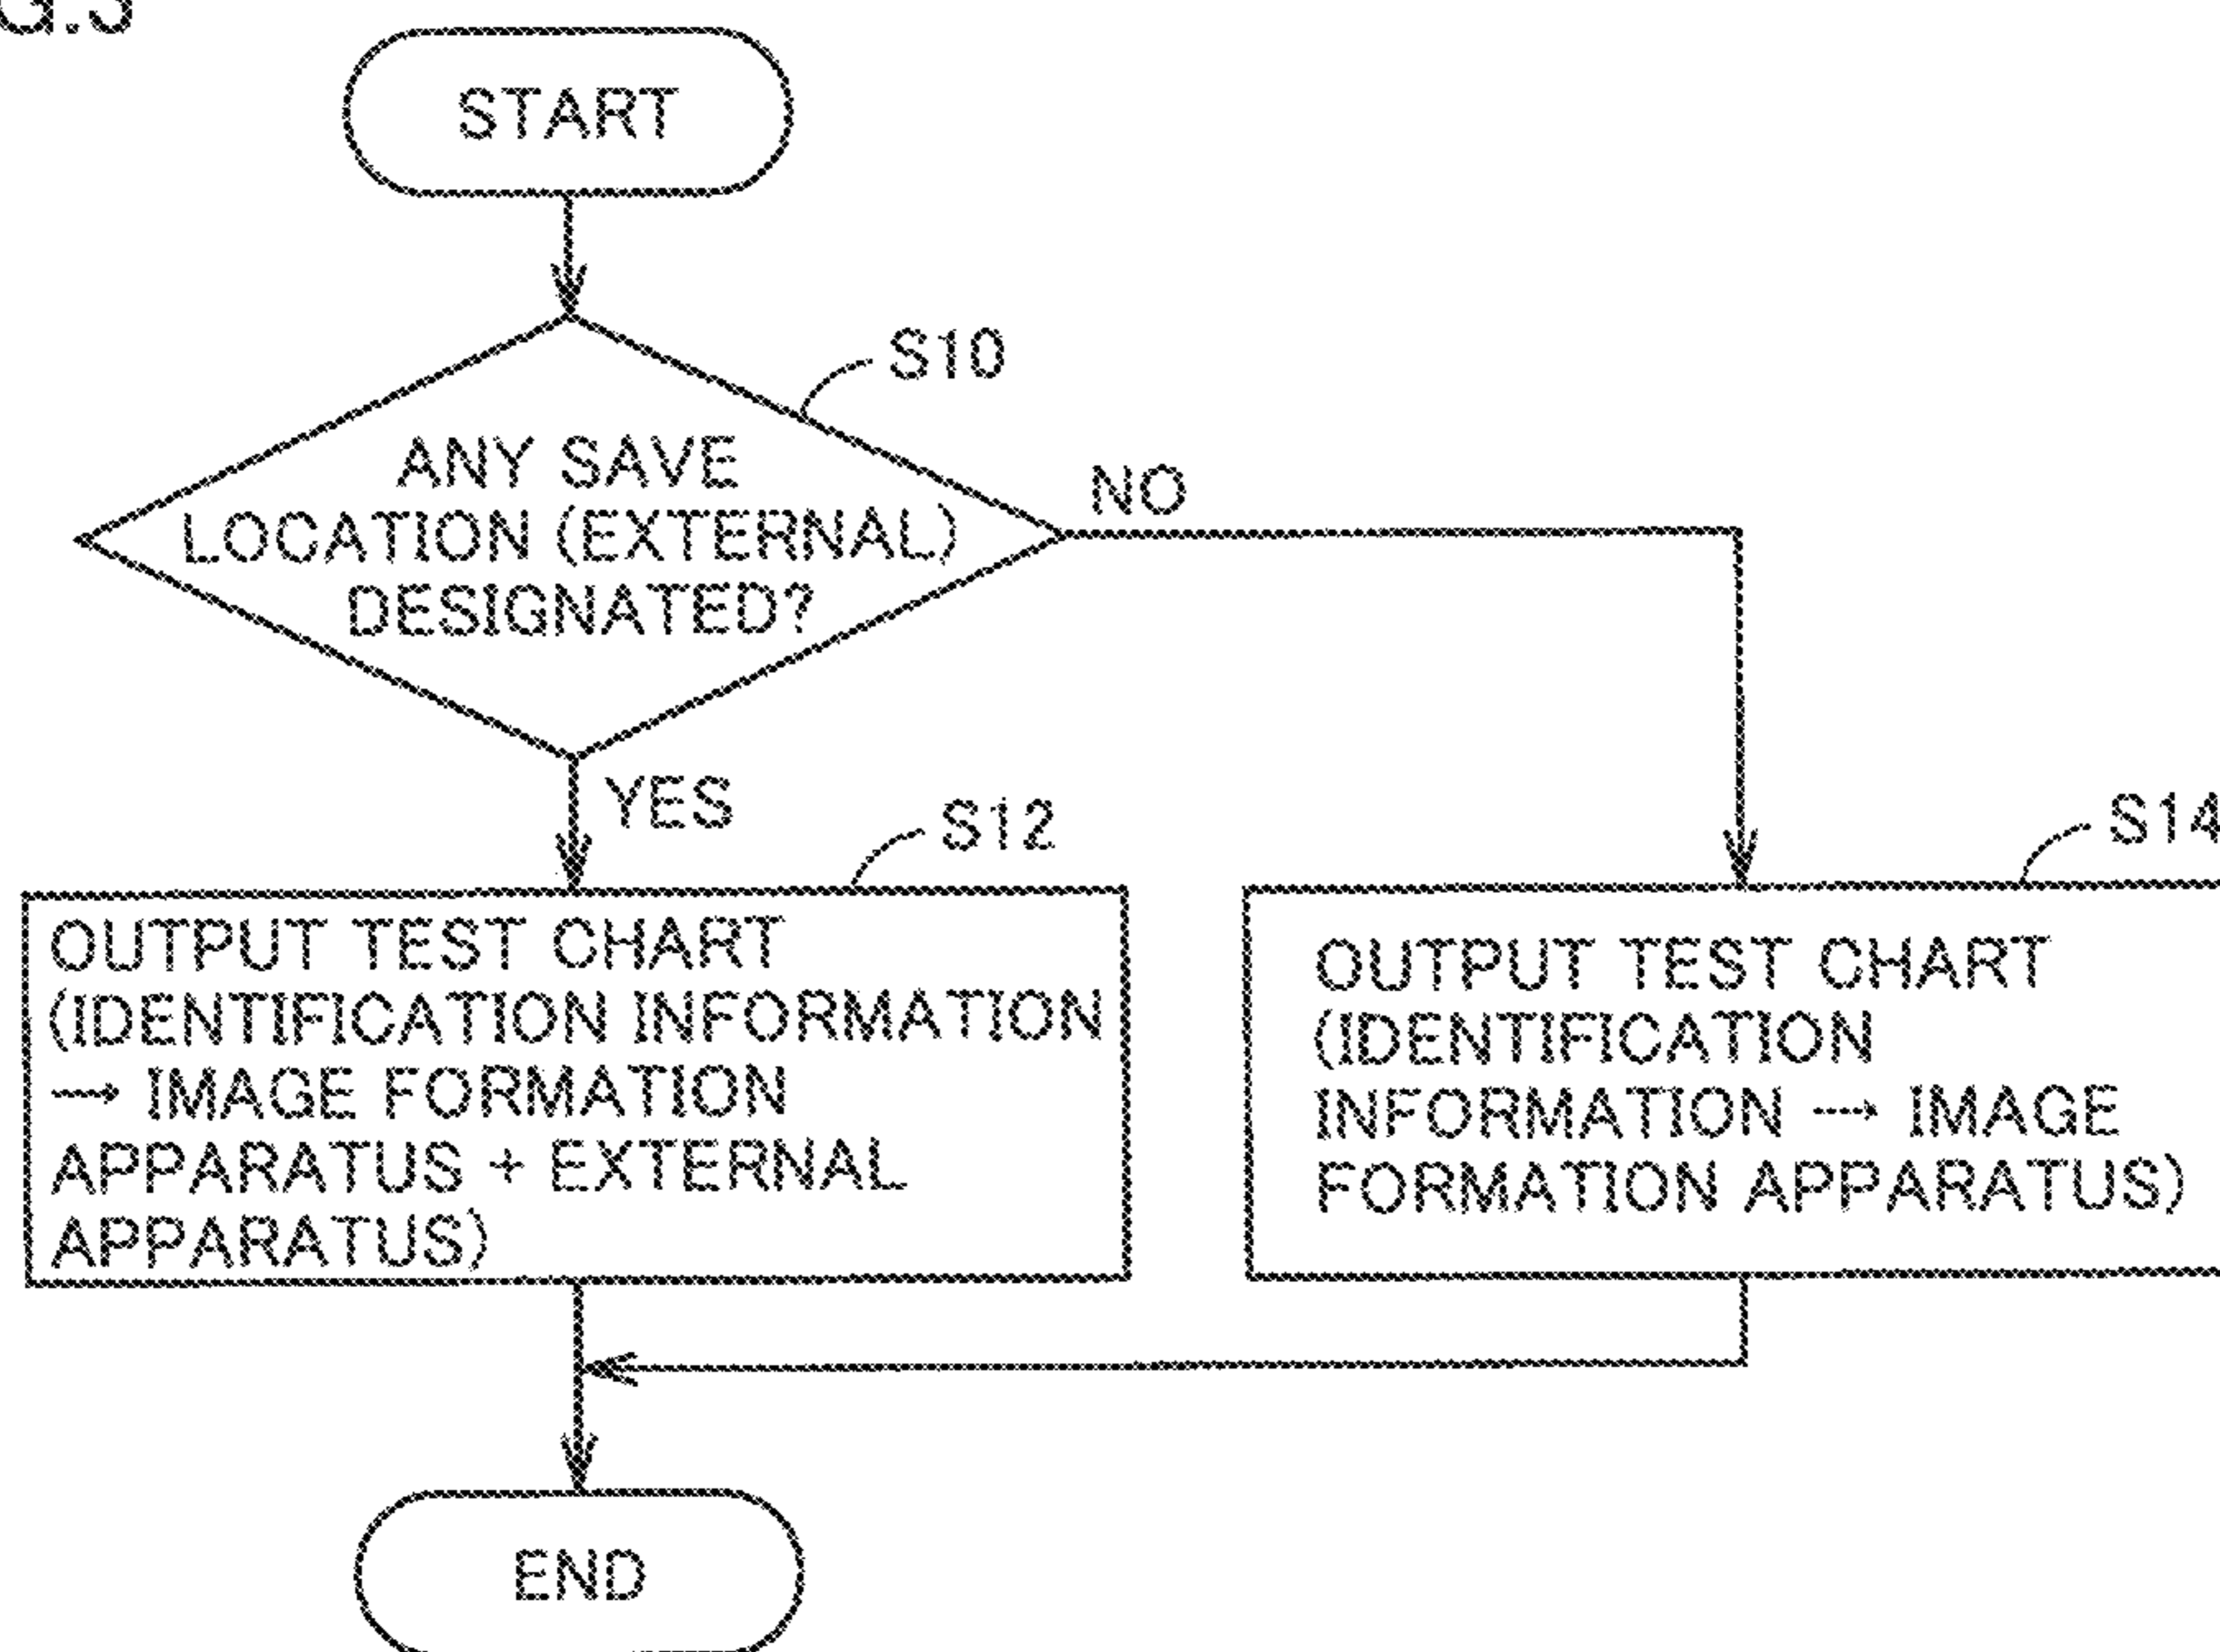 START
S10
ANY SAVE
LOCATION (EXTERNAL)
DESIGNATED?
NO
YES
S12
OUTPUT TEST CHART
(IDENTIFICATION INFORMATION
→ IMAGE FORMATION
APPARATUS + EXTERNAL
APPARATUS)
S14
OUTPUT TEST CHART
(IDENTIFICATION
INFORMATION → IMAGE
FORMATION APPARATUS)
END